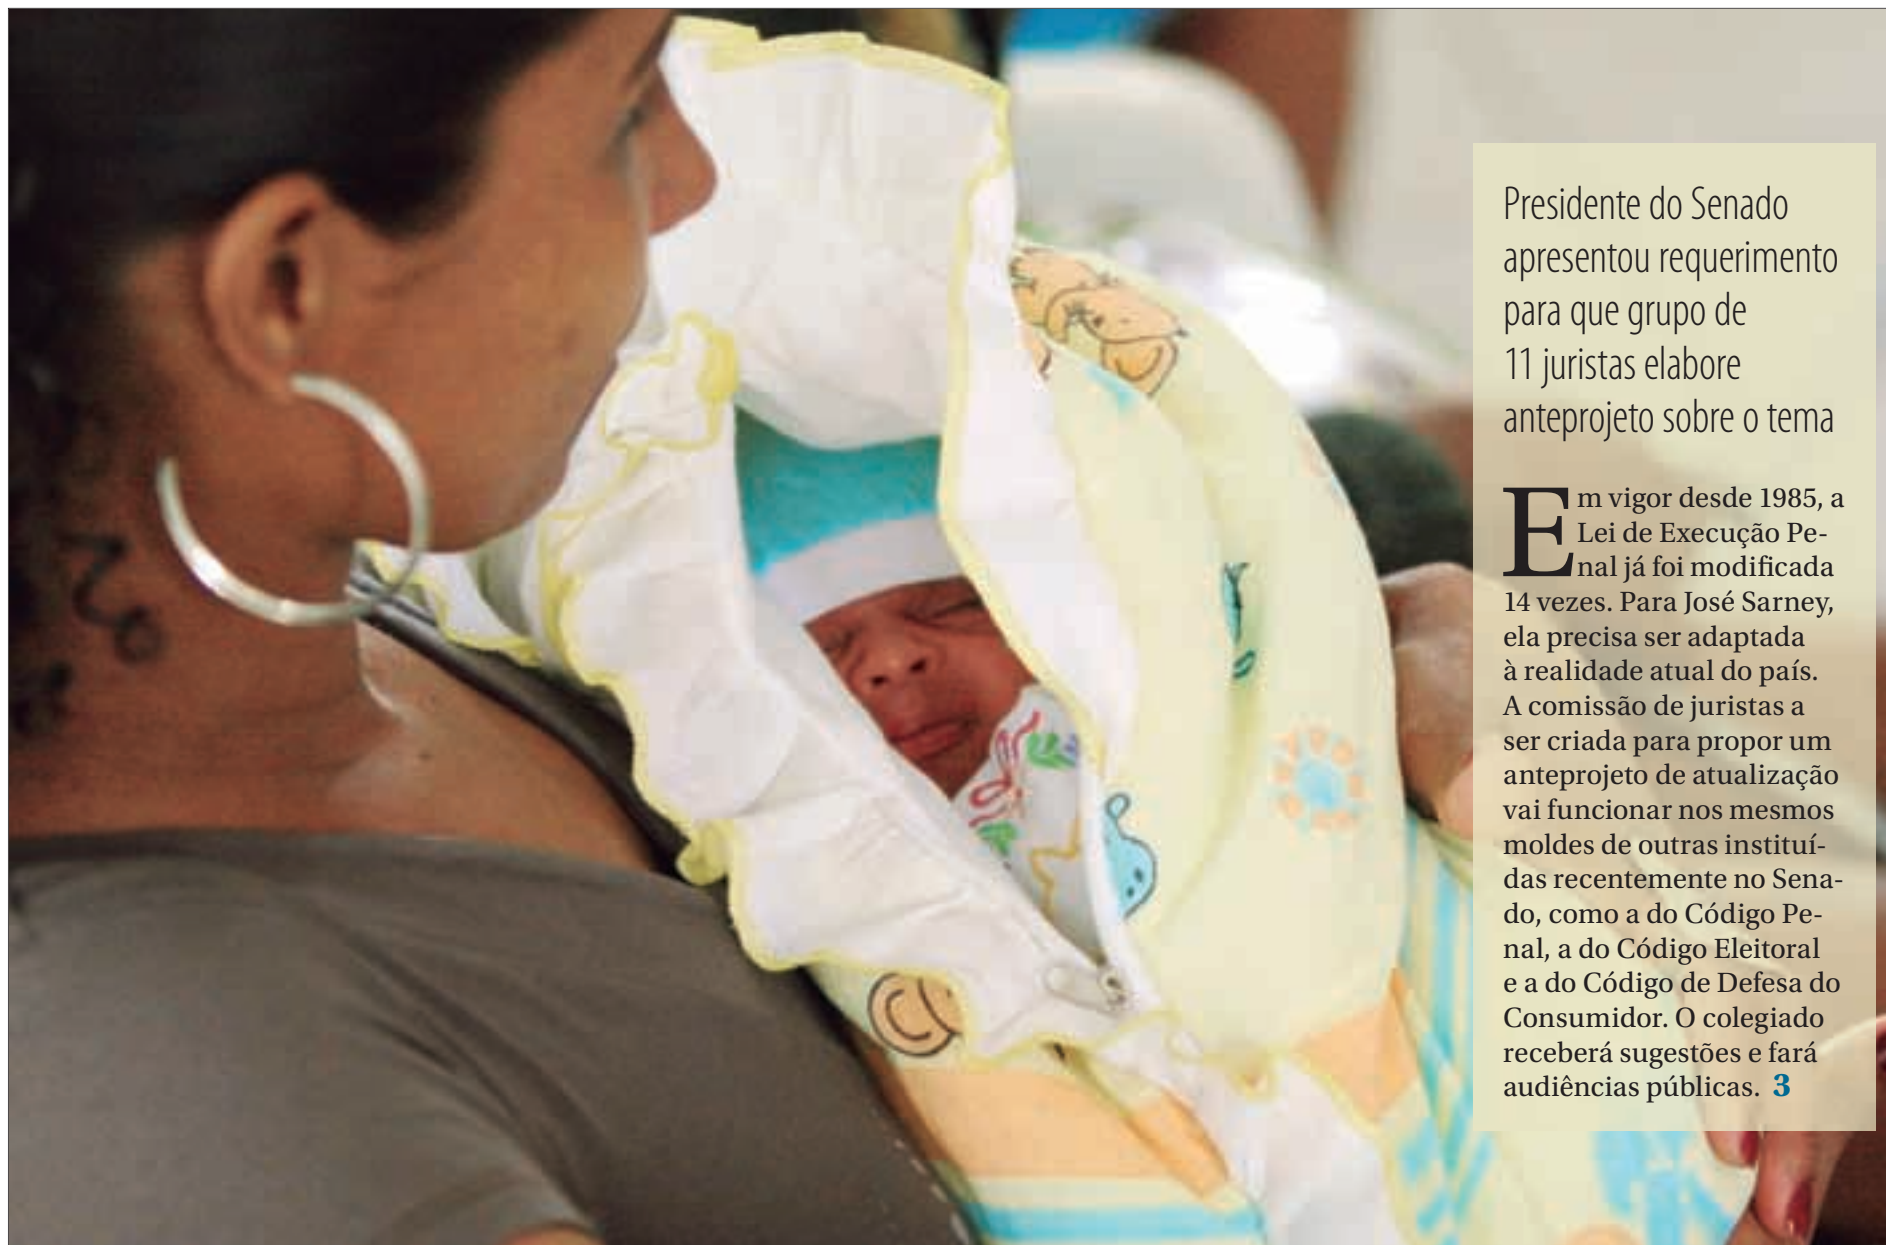 Presidente do Senado
apresentou requerimento
para que grupo de
11 juristas elabore
anteprojeto sobre o tema
Em vigor desde 1985, a
Lei de Execução Pe-
nal já foi modificada
14 vezes. Para José Sarney,
ela precisa ser adaptada
à realidade atual do país.
A comissão de juristas a
ser criada para propor um
anteprojeto de atualização
vai funcionar nos mesmos
moldes de outras instituí-
das recentemente no Sena-
do, como a do Código Pe-
nal, a do Código Eleitoral
e a do Código de Defesa do
Consumidor. O colegiado
receberá sugestões e fará
audiências públicas. 3